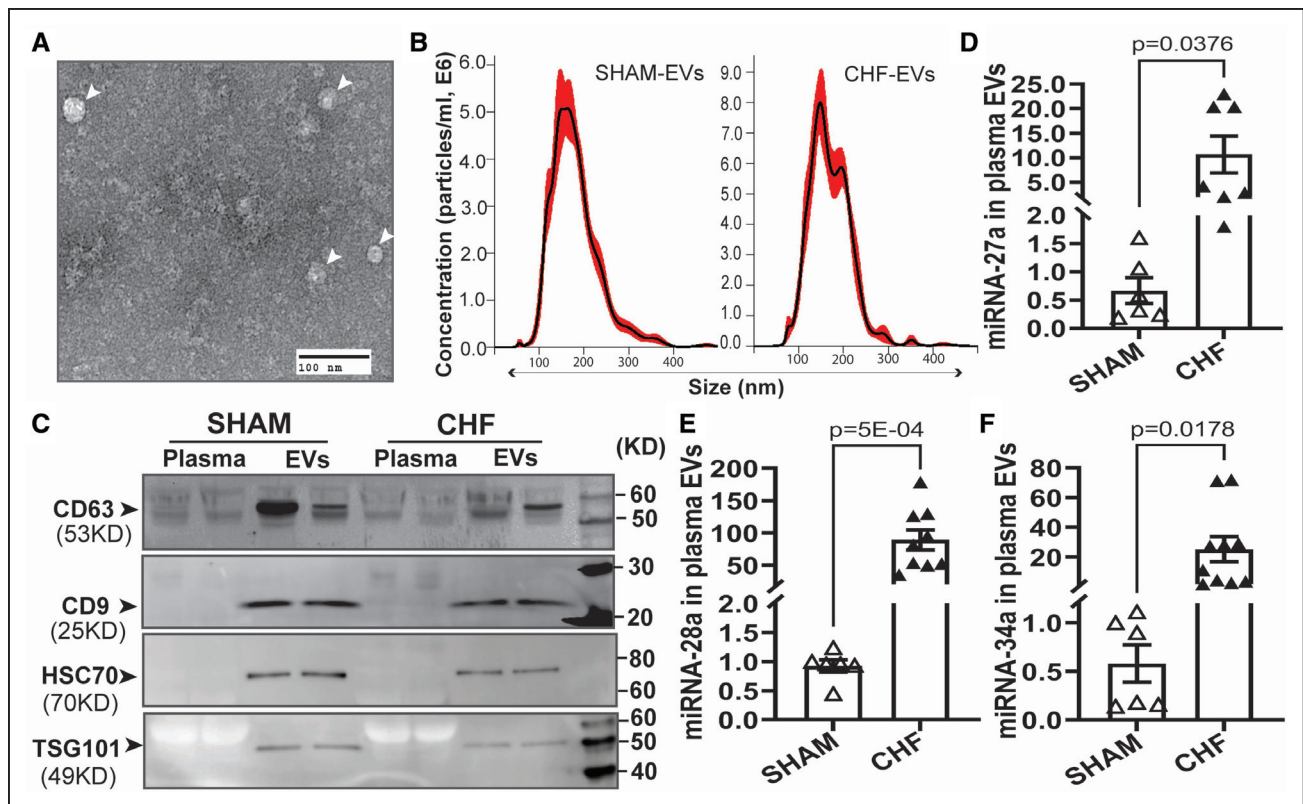 A
100 nm
B
Concentration (particles/ml, E6)
6.0
5.0
4.0
3.0
2.0
1.0
0.0
SHAM-EVs
100 200 300 400
9.0
8.0
7.0
6.0
5.0
4.0
3.0
2.0
1.0
0.0
CHF-EVs
100 200 300 400
Size (nm)
C
SHAM CHF
Plasma EVs Plasma EVs (KD)
CD63
(53KD)
60
50
CD9
(25KD)
30
20
HSC70
(70KD)
80
60
TSG101
(49KD)
60
50
40
D
p=0.0376
miRNA-27a in plasma EVs
25.0
20.0
15.0
10.0
5.0
2.0
1.5
1.0
0.5
0.0
SHAM CHF
E
p=5E-04
miRNA-28a in plasma EVs
200
150
100
50
2.0
1.5
1.0
0.5
0.0
SHAM CHF
F
p=0.0178
miRNA-34a in plasma EVs
80
60
40
20
1.0
0.5
0.0
SHAM CHF